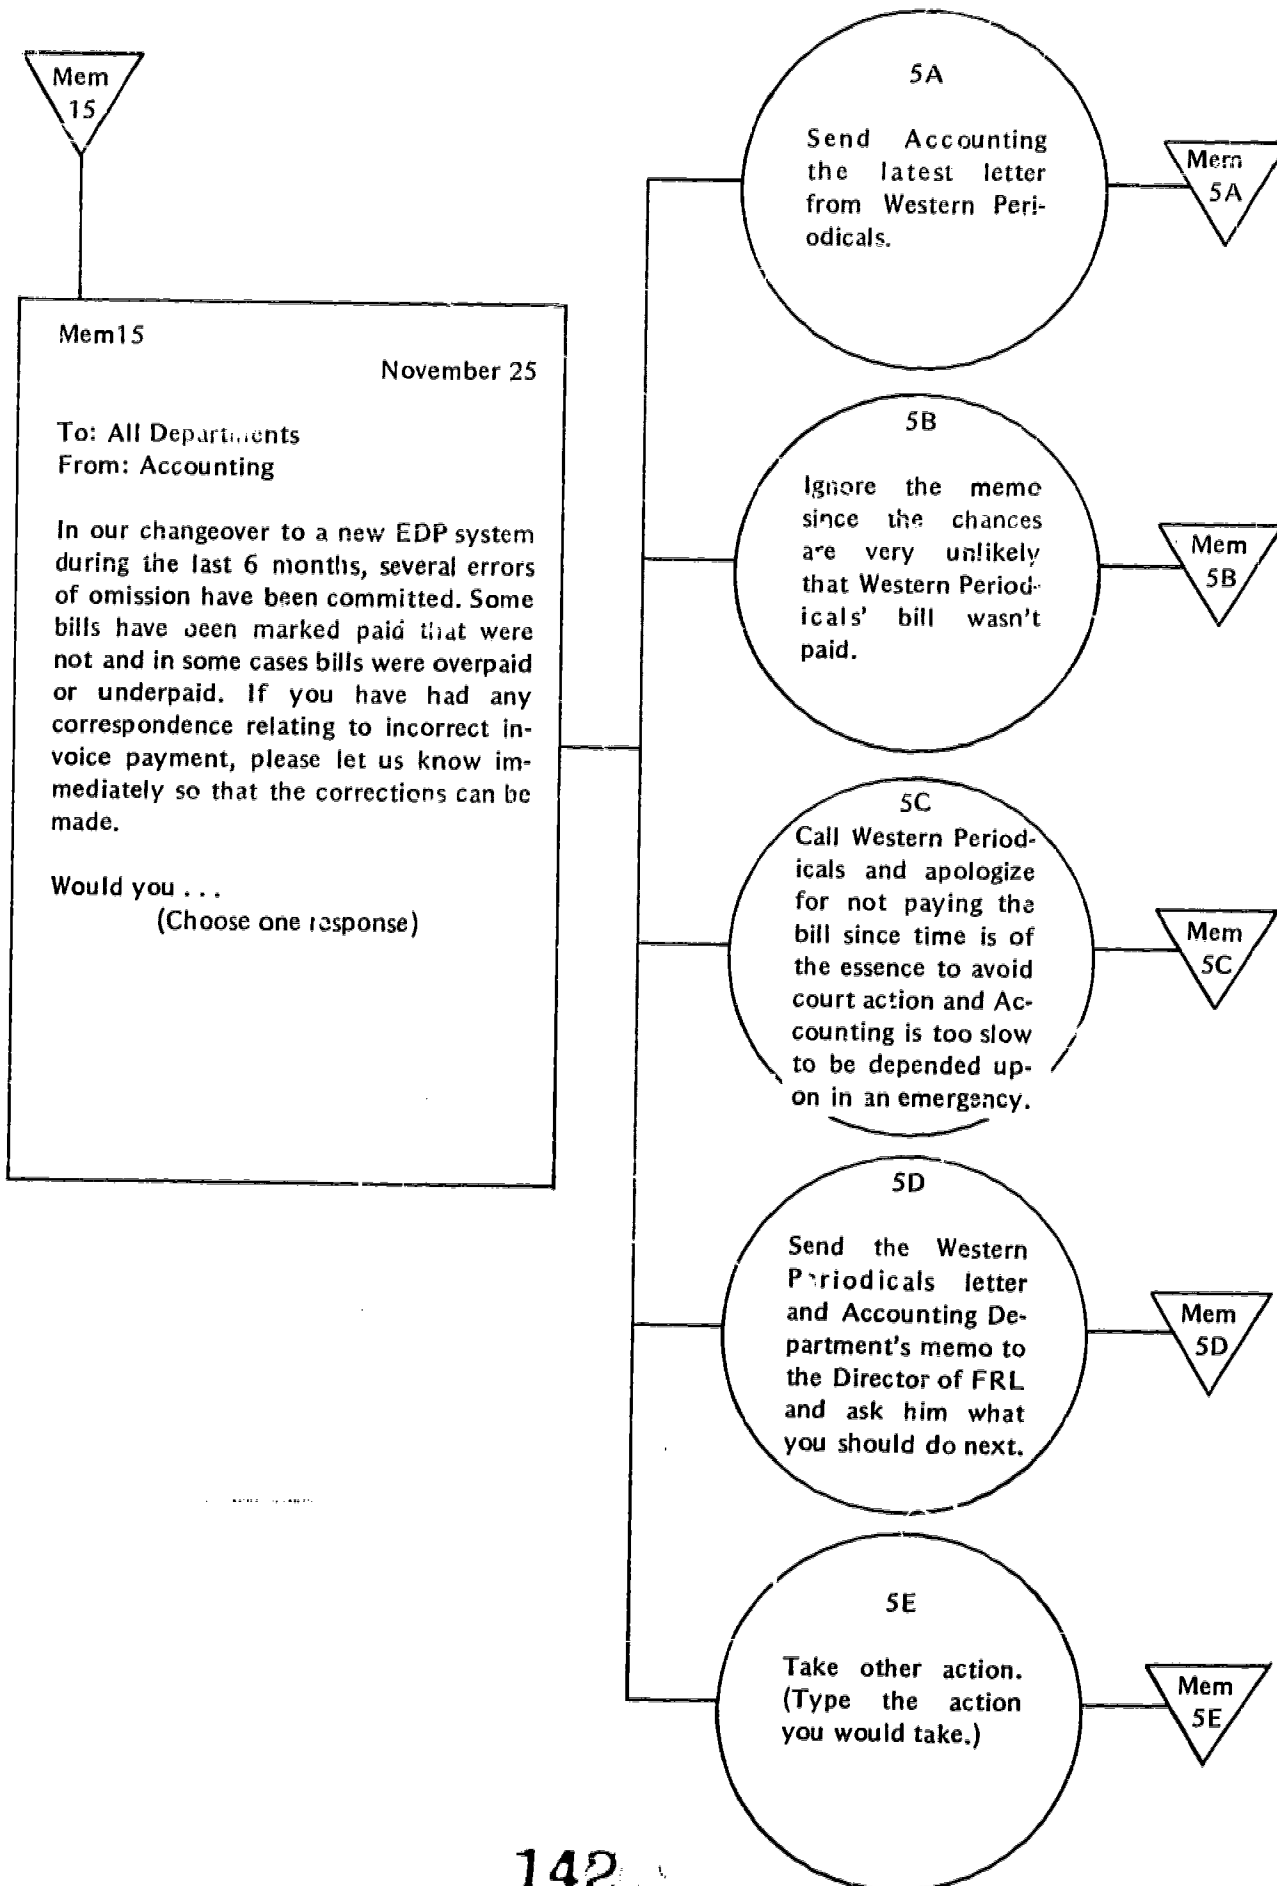 Mem
15
Mem15
November 25
To: All Departments
From: Accounting
In our changeover to a new EDP system
during the last 6 months, several errors
of omission have been committed. Some
bills have been marked paid that were
not and in some cases bills were overpaid
or underpaid. If you have had any
correspondence relating to incorrect in-
voice payment, please let us know im-
mediately so that the corrections can be
made.
Would you . . .
(Choose one response)
5A
Send Accounting
the latest letter
from Western Peri-
odicals.
Mem
5A
5B
Ignore the memo
since the chances
are very unlikely
that Western Period-
icals' bill wasn't
paid.
Mem
5B
5C
Call Western Period-
icals and apologize
for not paying the
bill since time is of
the essence to avoid
court action and Ac-
counting is too slow
to be depended up-
on in an emergency.
Mem
5C
5D
Send the Western
Periodicals letter
and Accounting De-
partment's memo to
the Director of FRL
and ask him what
you should do next.
Mem
5D
5E
Take other action.
(Type the action
you would take.)
Mem
5E
142